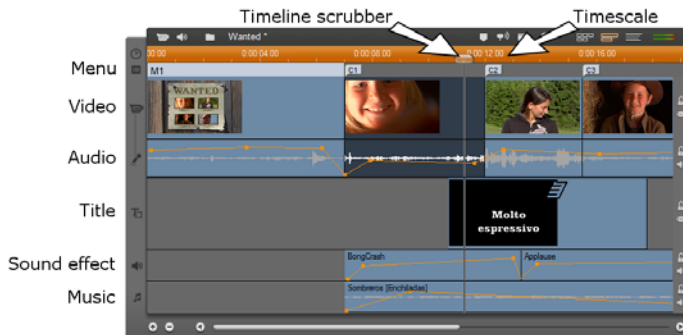 Timeline scrubber
Timescale
Wanted *
00.00
0:00:04.00
0:00:08.00
0:00:12.00
0:00:16.00
Menu
M1
C1
C2
C3
Video
WANTED
Audio
Title
Molto
espressivo
Sound effect
BongCrash
Applause
Music
Sombreros [Enchiladas]